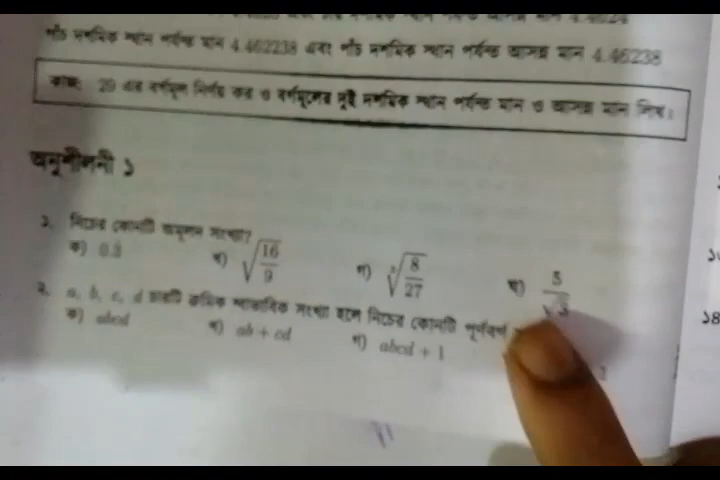 পাঁচ দশমিক স্থান পর্যন্ত মান 4.462238 এবং পাঁচ দশমিক স্থান পর্যন্ত আসন্ন মান 4.46238
কাজ: 29 এর বর্গমূল নির্ণয় কর ও বর্গমূলের দুই দশমিক স্থান পর্যন্ত মান ও আসন্ন মান লিখ।
অনুশীলনী ১
১. নিচের কোনটি অমূলদ সংখ্যা?
ক) 0.3 খ) √16/9 গ) ∛8/27 ঘ) 5/√3
২. a, b, c, d চারটি ক্রমিক স্বাভাবিক সংখ্যা হলে নিচের কোনটি পূর্ণবর্গ
ক) abcd খ) ab + cd গ) abcd + 1
১৪